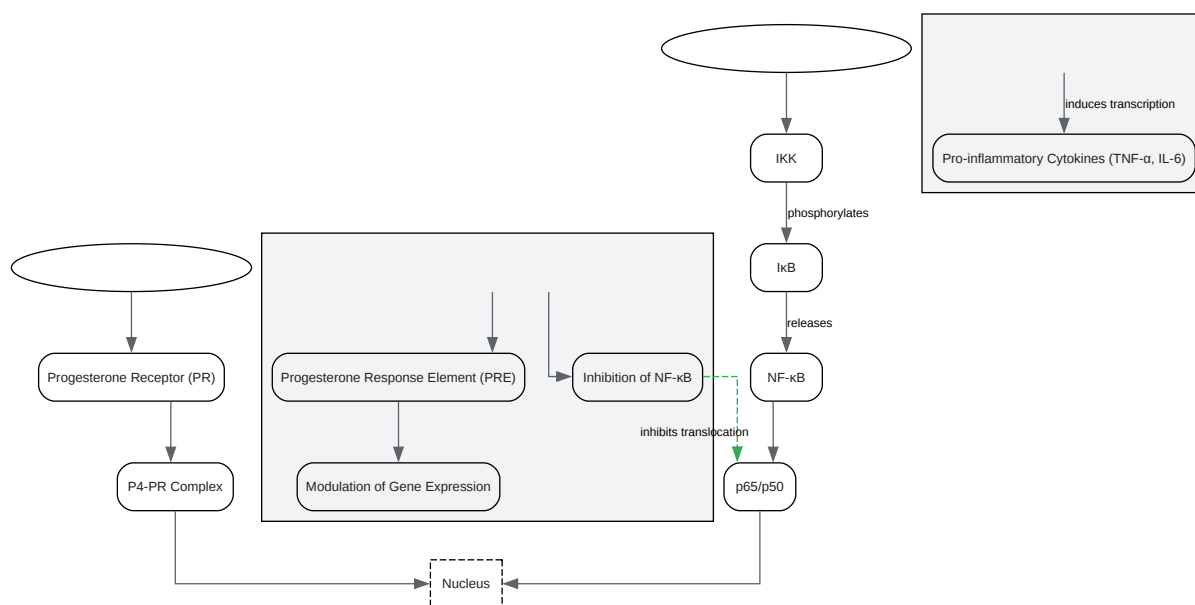 induces transcription
IKK
Pro-inflammatory Cytokines (TNF-α, IL-6)
phosphorylates
IκB
releases
Progesterone Receptor (PR)
Progesterone Response Element (PRE)
Inhibition of NF-κB
NF-κB
inhibits translocation
P4-PR Complex
Modulation of Gene Expression
p65/p50
Nucleus